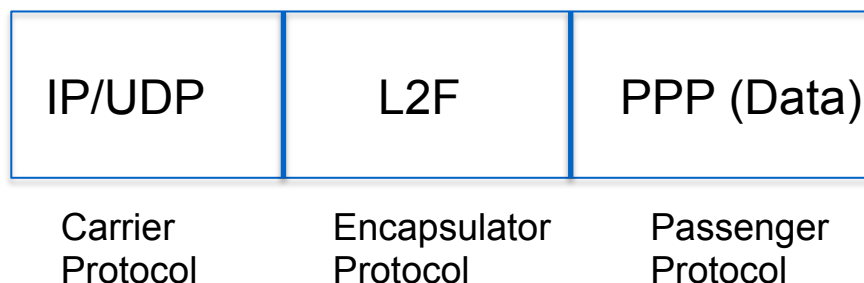 IP/UDP L2F PPP (Data)
Carrier Encapsulator Passenger
Protocol Protocol Protocol